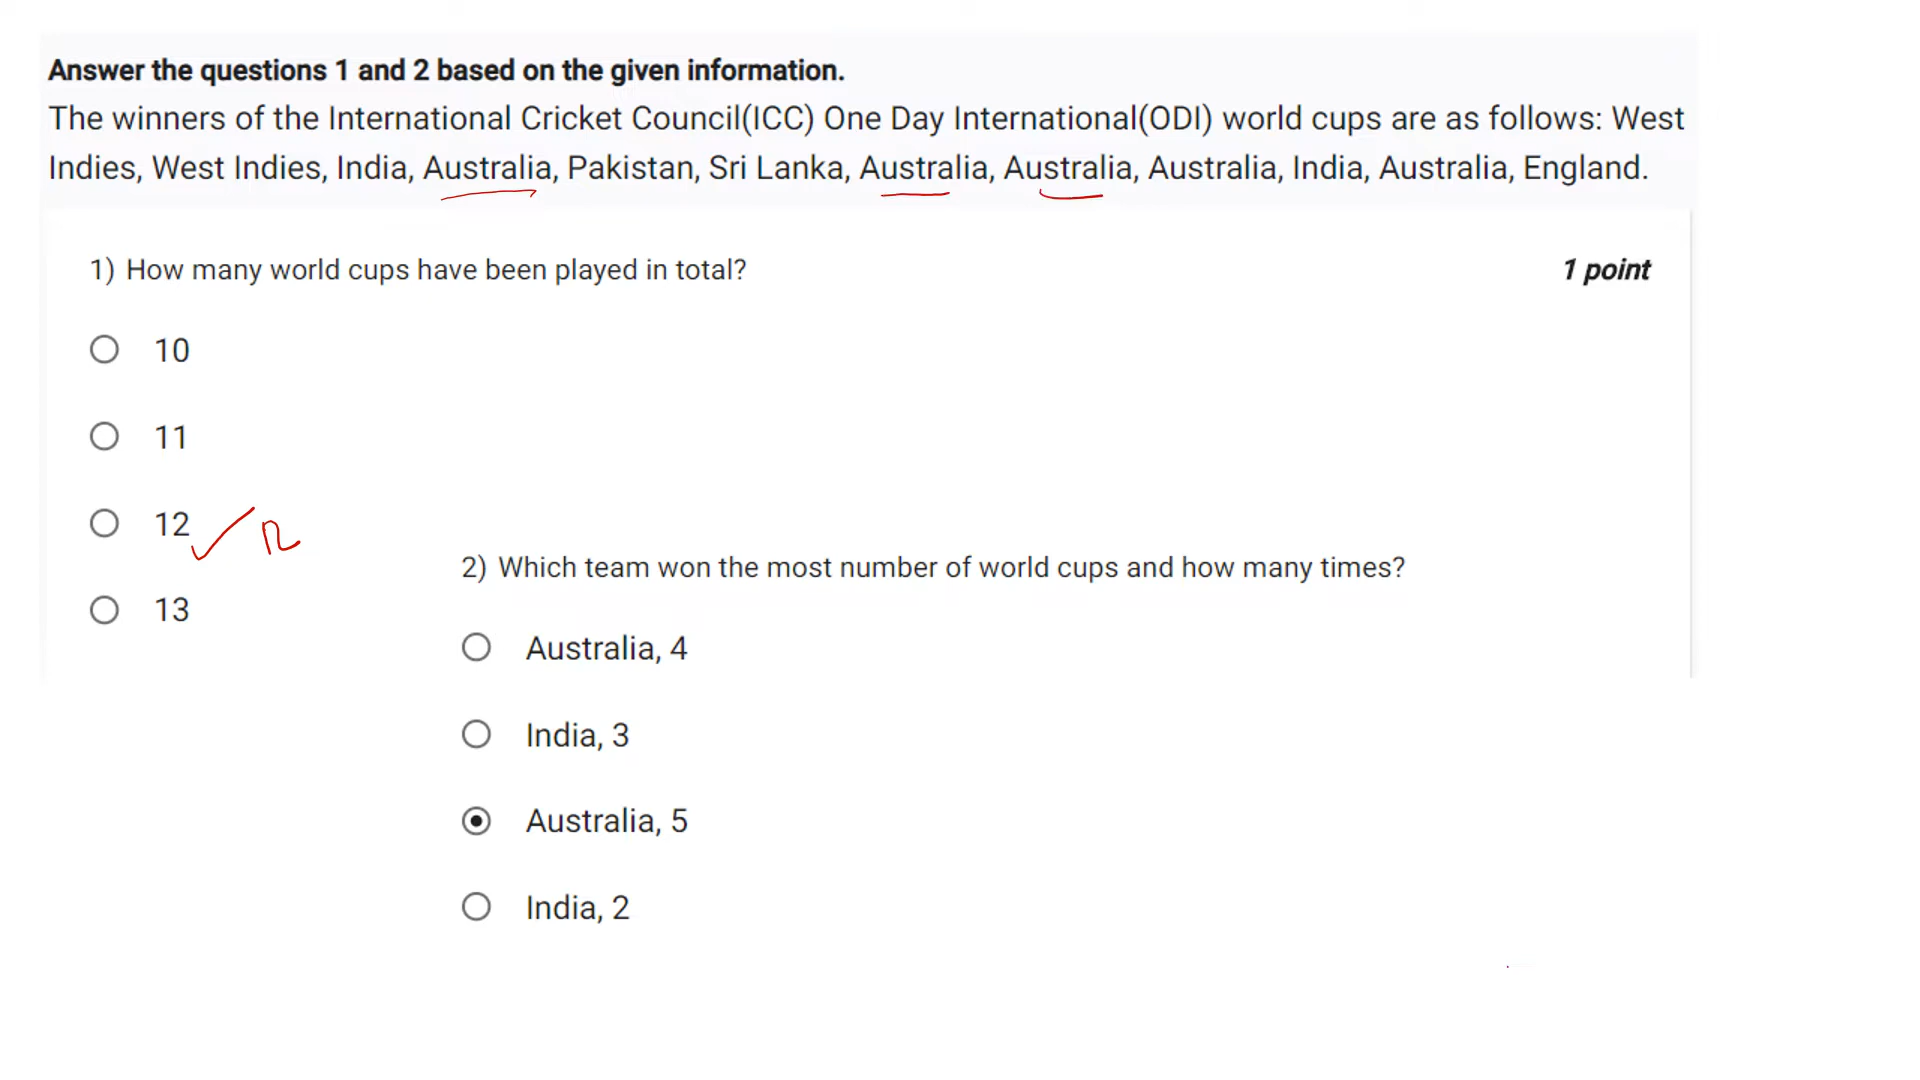 Answer the questions 1 and 2 based on the given information.
The winners of the International Cricket Council(ICC) One Day International(ODI) world cups are as follows: West
Indies, West Indies, India, Australia, Pakistan, Sri Lanka, Australia, Australia, Australia, India, Australia, England.
1) How many world cups have been played in total?
1 point
10
11
12 12
13
2) Which team won the most number of world cups and how many times?
Australia, 4
India, 3
Australia, 5
India, 2